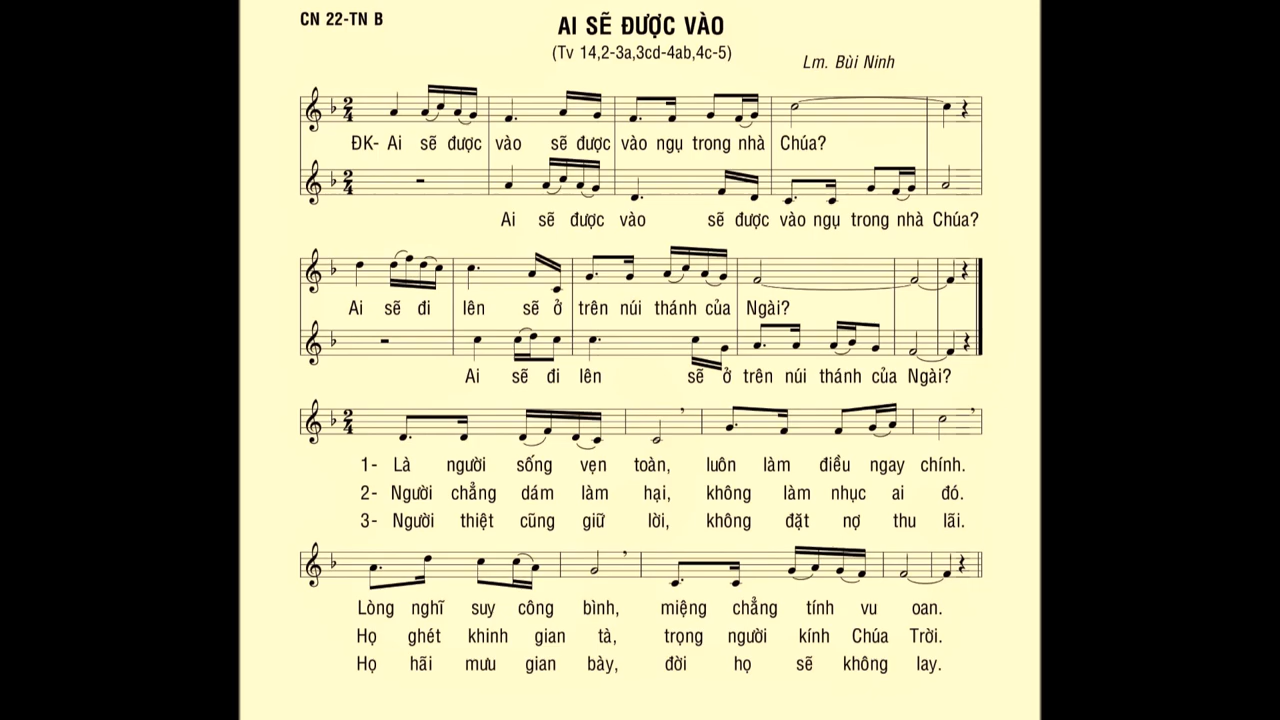 CN 22-TN B
AI SẼ ĐƯỢC VÀO
(Tv 14,2-3a,3cd-4ab,4c-5)
Lm. Bùi Ninh
ĐK- Ai sẽ được vào sẽ được vào ngụ trong nhà Chúa?
Ai sẽ được vào sẽ được vào ngụ trong nhà Chúa?
Ai sẽ đi lên sẽ ở trên núi thánh của Ngài?
Ai sẽ đi lên sẽ ở trên núi thánh của Ngài?
1- Là người sống vẹn toàn, luôn làm điều ngay chính.
2- Người chẳng dám làm hại, không làm nhục ai đó.
3- Người thiệt cũng giữ lời, không đặt nợ thu lãi.
Lòng nghĩ suy công bình, miệng chẳng tính vu oan.
Họ ghét khinh gian tà, trọng người kính Chúa Trời.
Họ hãi mưu gian bày, đời họ sẽ không lay.